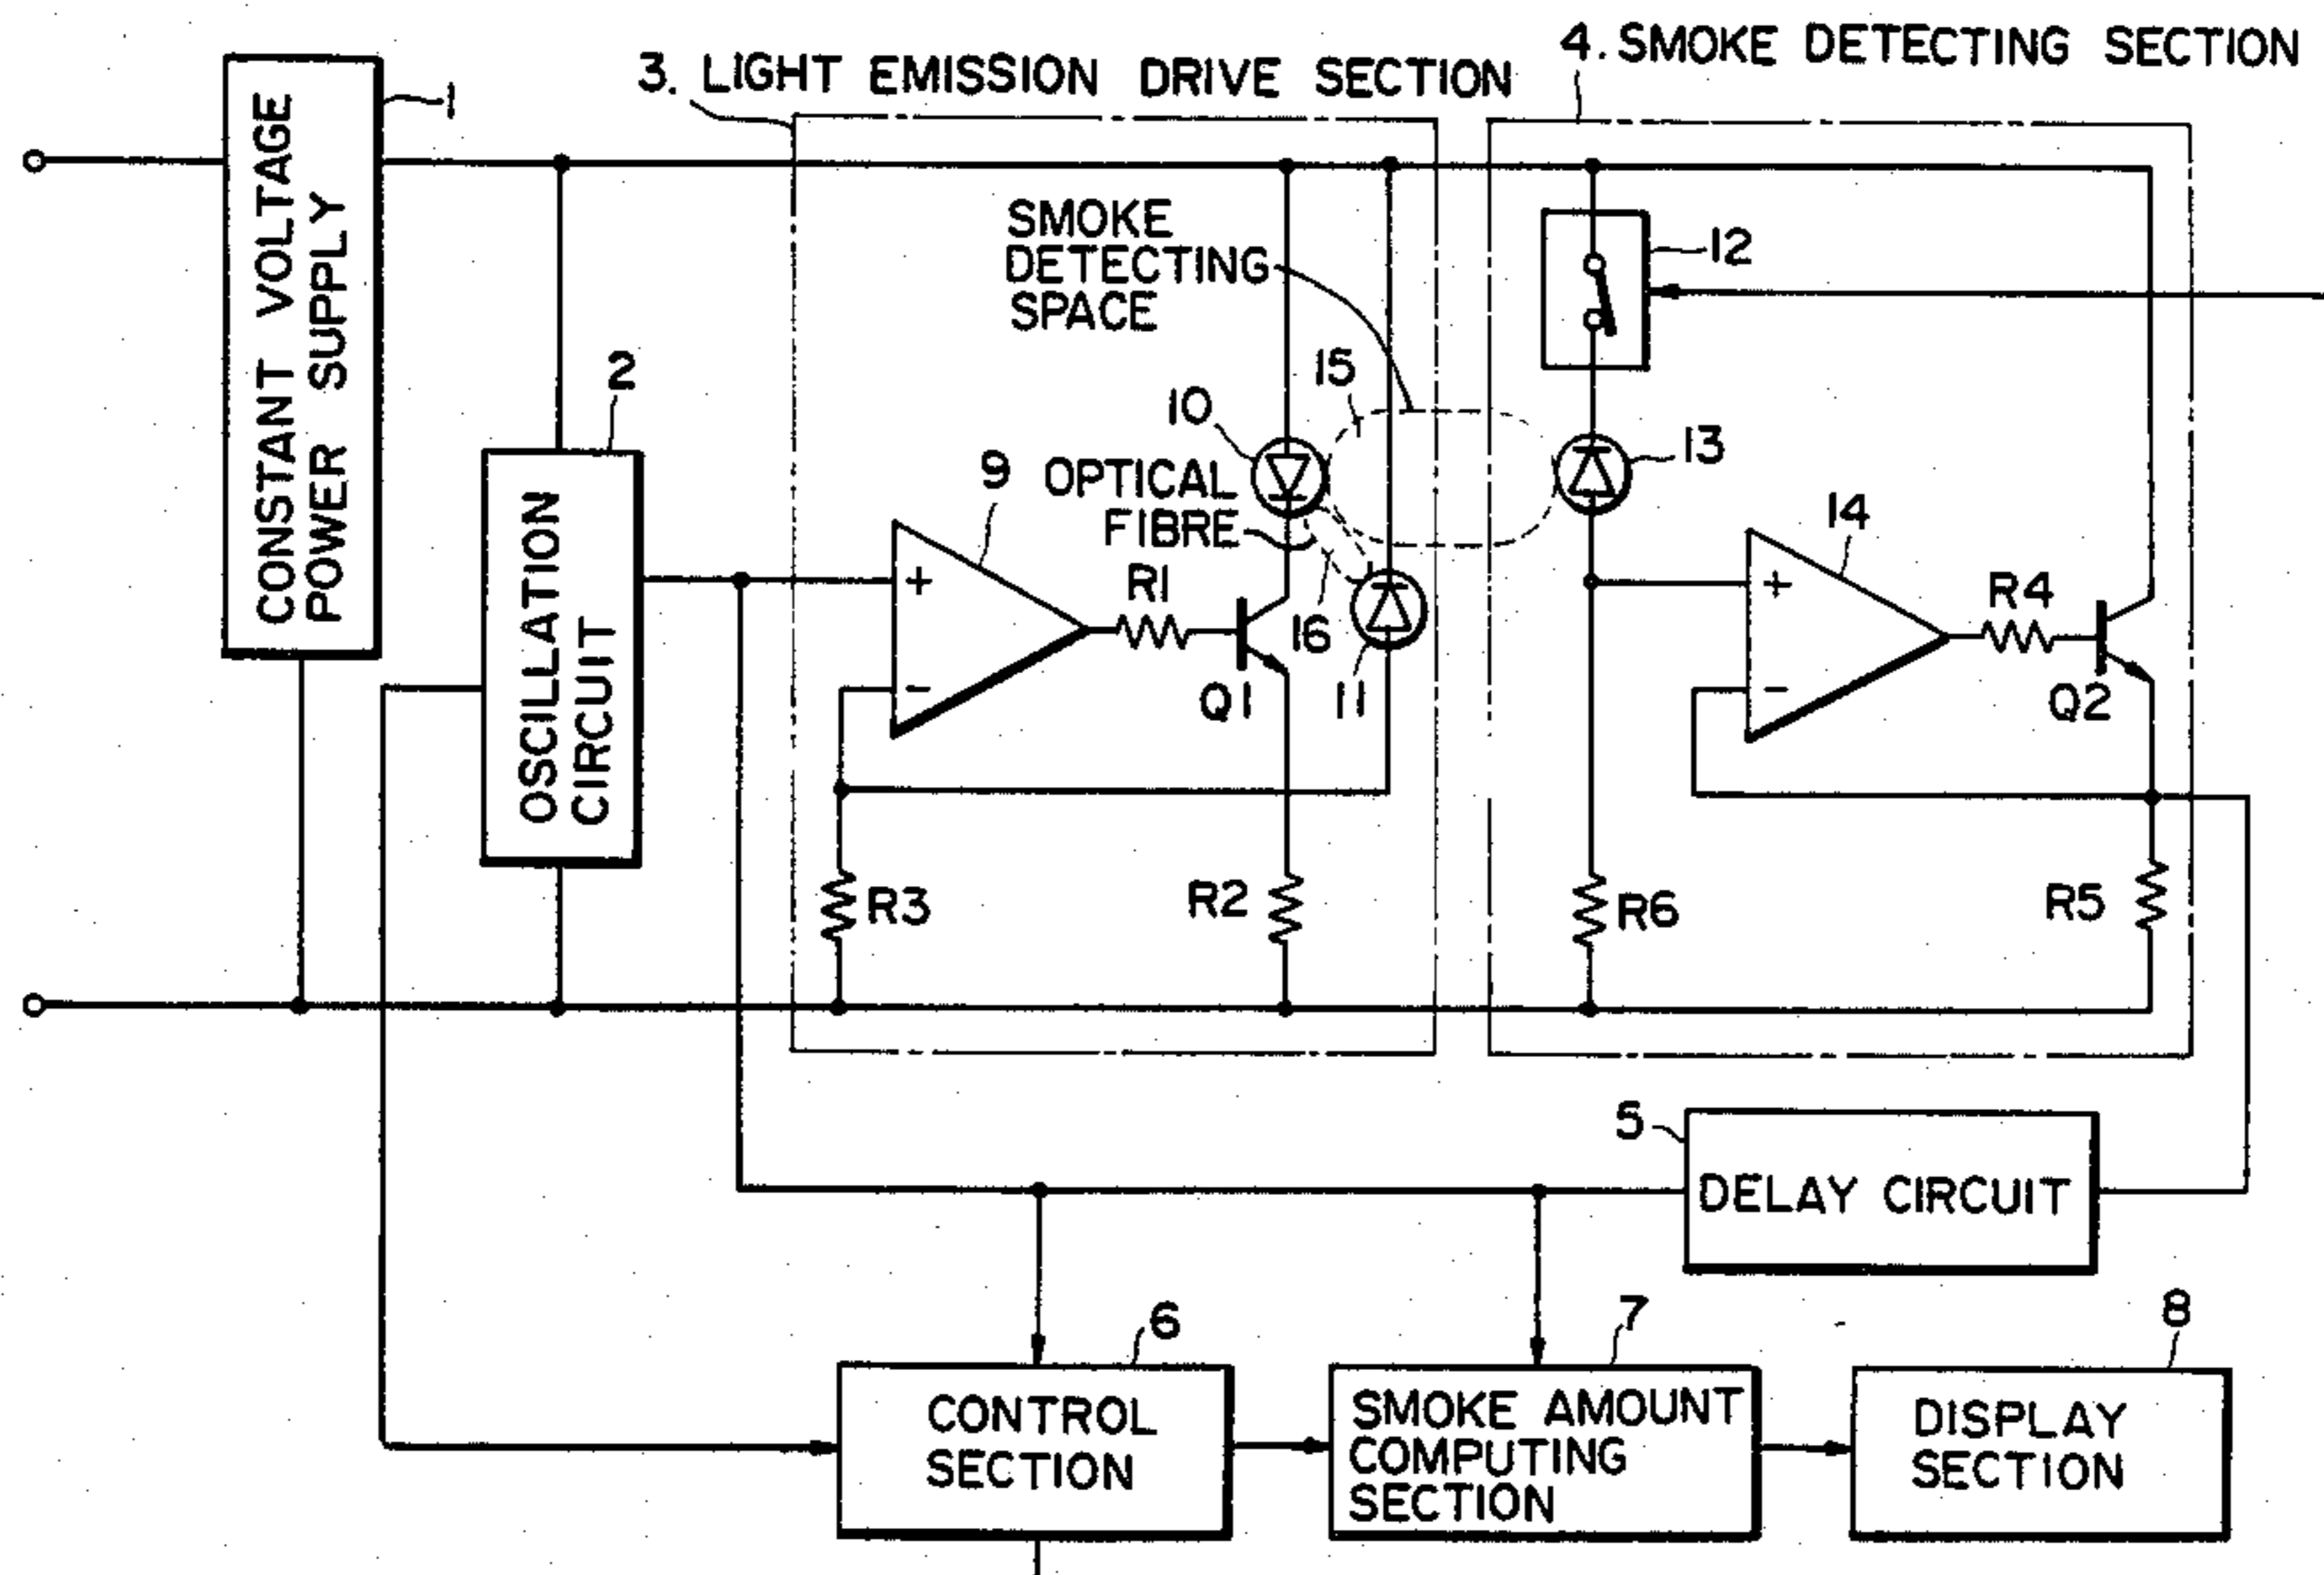 4. SMOKE DETECTING SECTION
3. LIGHT EMISSION DRIVE SECTION
1
CONSTANT VOLTAGE
POWER SUPPLY
SMOKE
DETECTING
SPACE
12
2
15
10
13
9
OPTICAL
FIBRE
14
OSCILLATION
CIRCUIT
+
R1
+
R4
16
-
Q1
11
-
Q2
R3
R2
R6
R5
5
DELAY CIRCUIT
6
7
8
CONTROL
SECTION
SMOKE AMOUNT
COMPUTING
SECTION
DISPLAY
SECTION